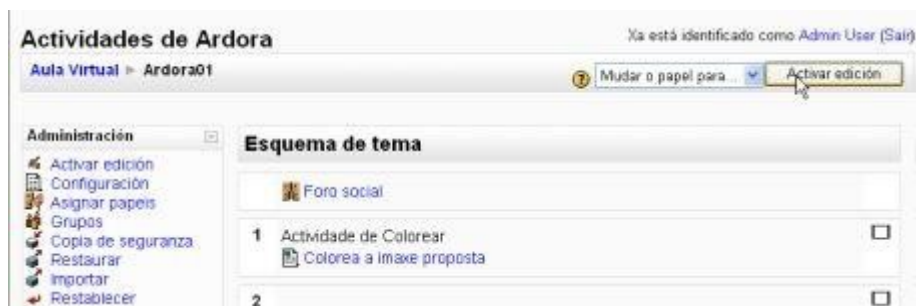 Actividades de Ardora
Xa está identificado como Admin User (Saír)
Aula Virtual ► Ardora01
Mudar o papel para...
Activar edición
Administración
Activar edición
Configuración
Asignar papeis
Grupos
Copia de seguranza
Restaurar
Importar
Restablecer
Esquema de tema
Foro social
1 Actividade de Colorear
Colorea a imaxe proposta
2